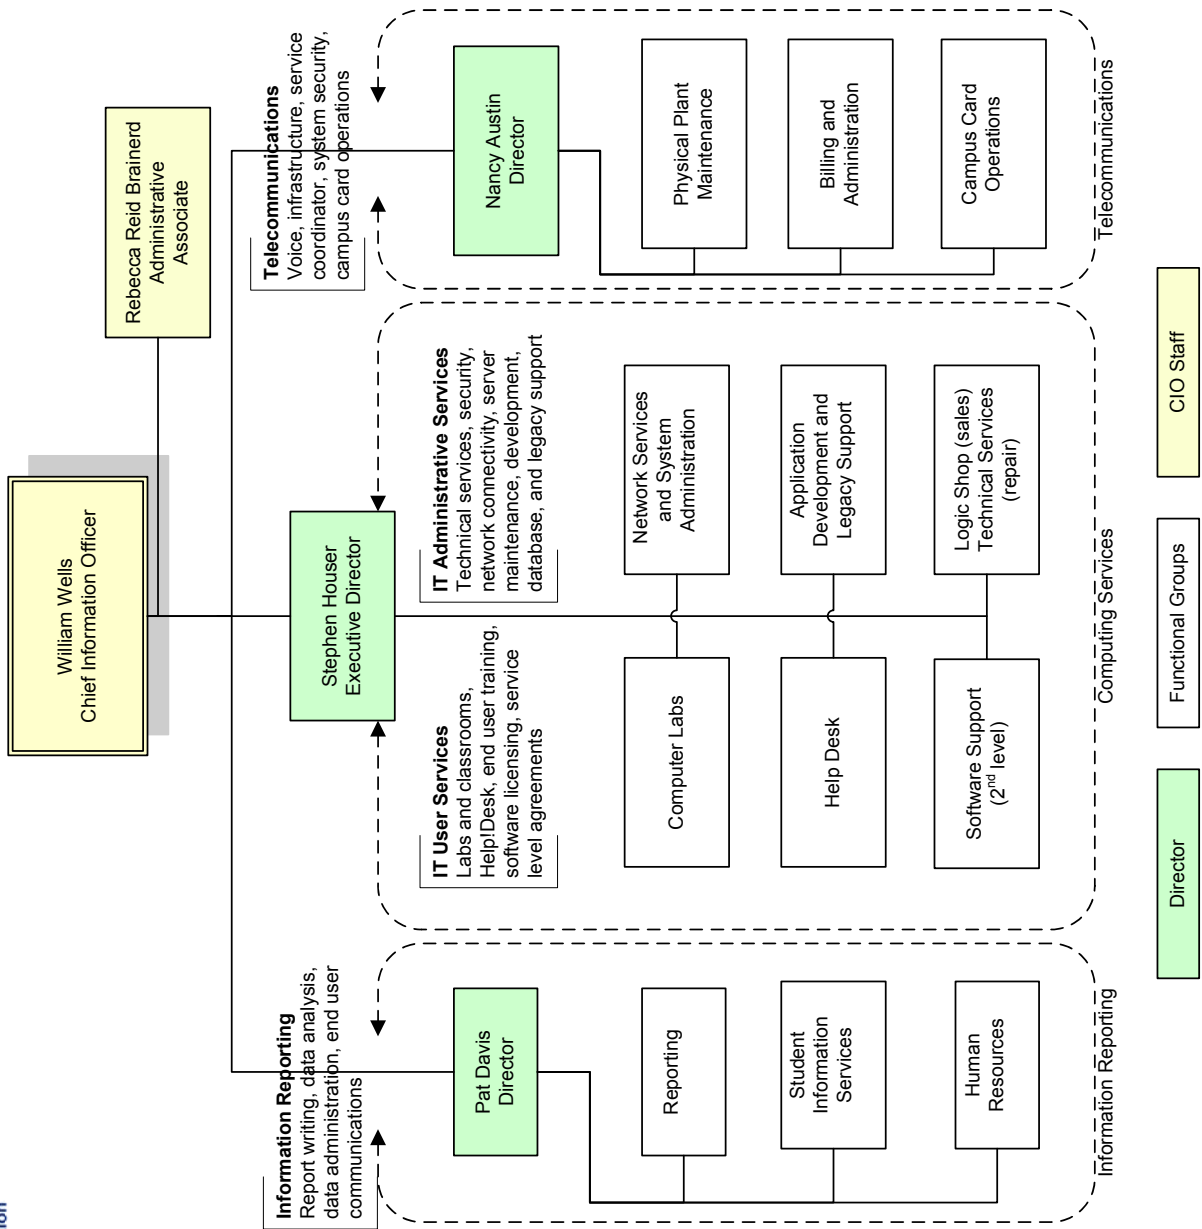 William Wells
Chief Information Officer
Rebecca Reid Brainerd
Administrative
Associate
Stephen Houser
Executive Director
Information Reporting
Report writing, data analysis,
data administration, end user
communications
Pat Davis
Director
Reporting
Student
Information
Services
Human
Resources
Information Reporting
IT User Services
Labs and classrooms,
Help!Desk, end user training,
software licensing, service
level agreements
IT Administrative Services
Technical services, security,
network connectivity, server
maintenance, development,
database, and legacy support
Computer Labs
Network Services
and System
Administration
Help Desk
Application
Development and
Legacy Support
Software Support
(2nd level)
Logic Shop (sales)
Technical Services
(repair)
Computing Services
Telecommunications
Voice, infrastructure, service
coordinator, system security,
campus card operations
Nancy Austin
Director
Physical Plant
Maintenance
Billing and
Administration
Campus Card
Operations
Telecommunications
Director
Functional Groups
CIO Staff